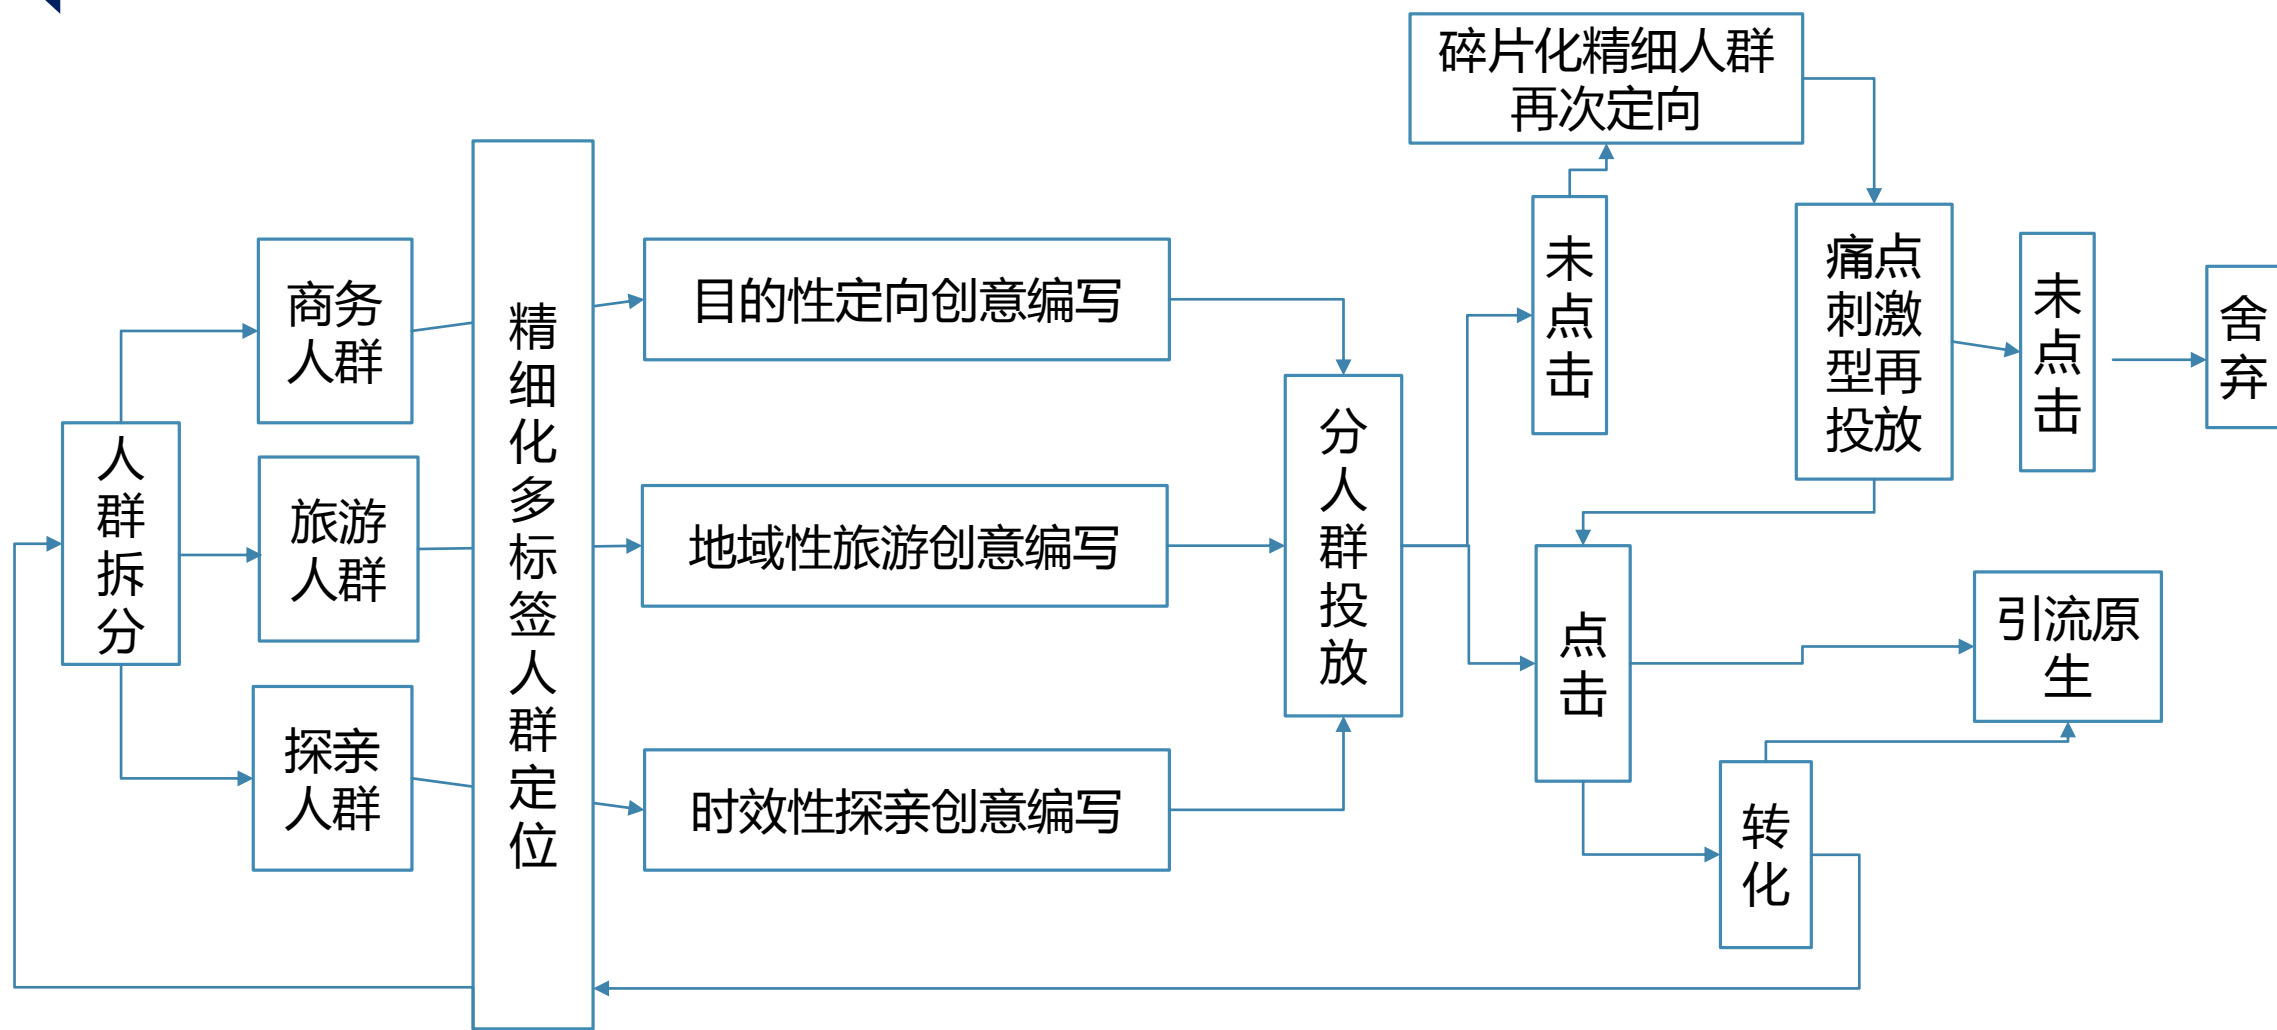 人群拆分
商务
人群
旅游
人群
探亲
人群
精细化多标签人群定位
目的性定向创意编写
地域性旅游创意编写
时效性探亲创意编写
分人群投放
未点击
碎片化精细人群
再次定向
痛点
刺激
型再
投放
未点击
舍弃
点击
引流原
生
转化